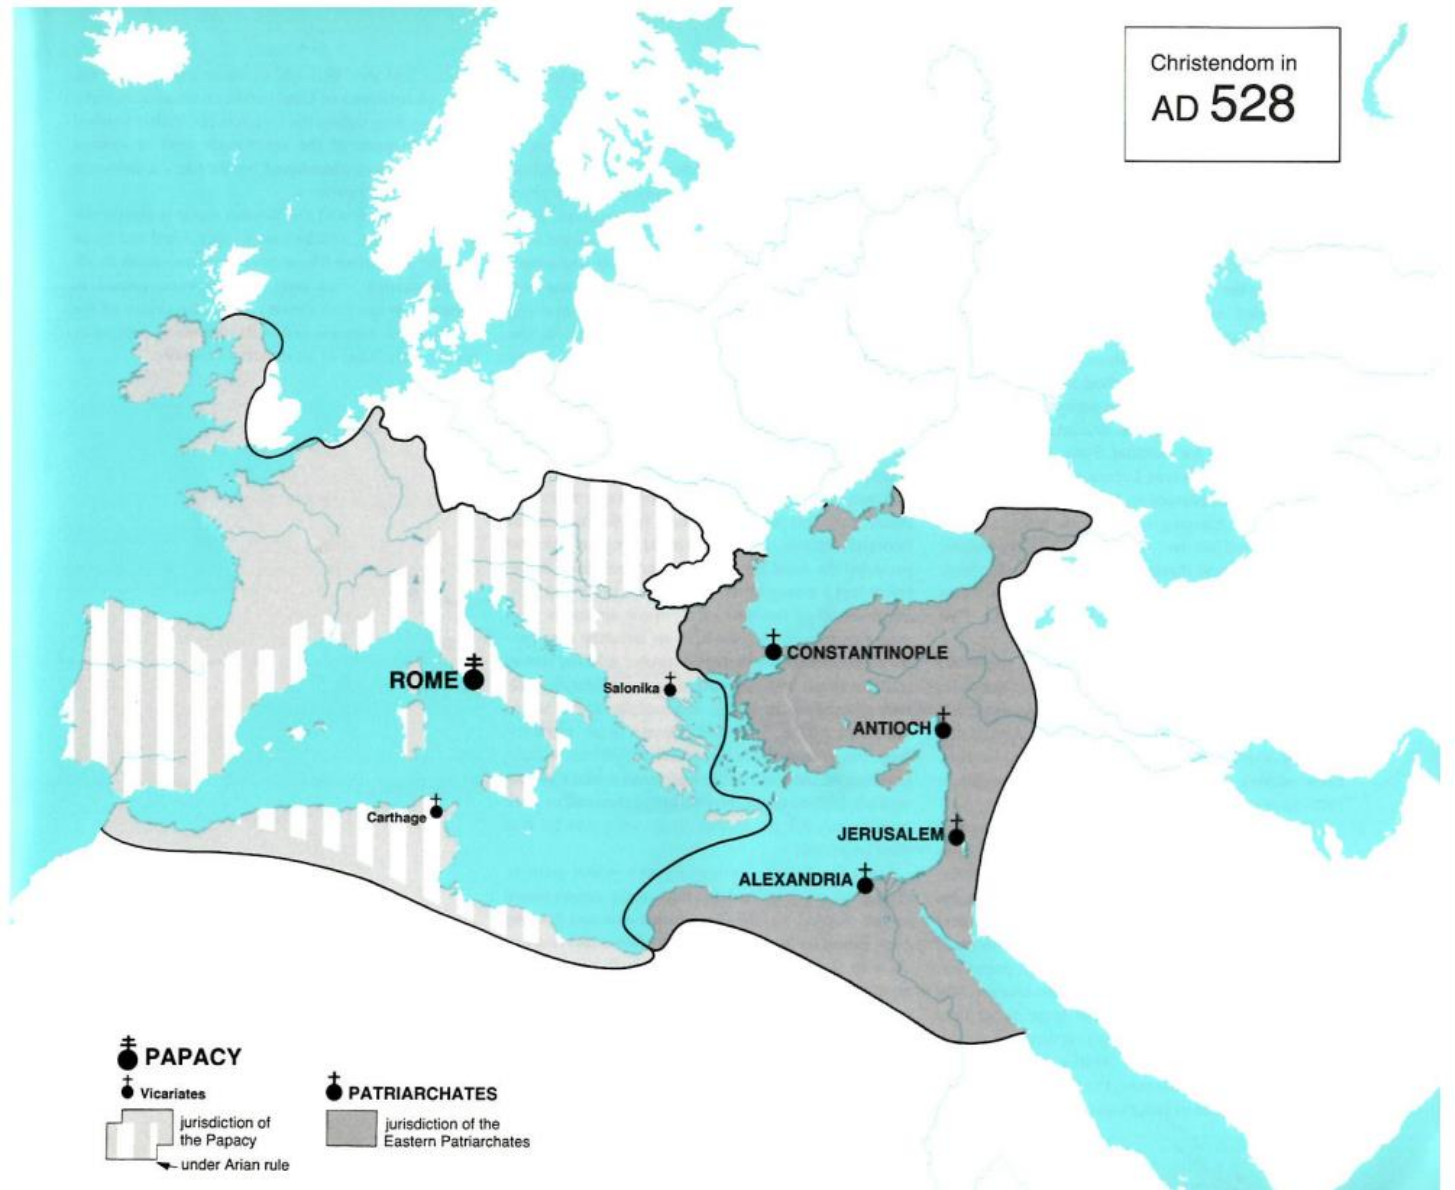 Christendom in
AD 528
CONSTANTINOPLE
ROME
Salonika
ANTIOCH
Carthage
JERUSALEM
ALEXANDRIA
PAPACY
Vicariates
PATRIARCHATES
jurisdiction of
the Papacy
under Arian rule
jurisdiction of the
Eastern Patriarchates